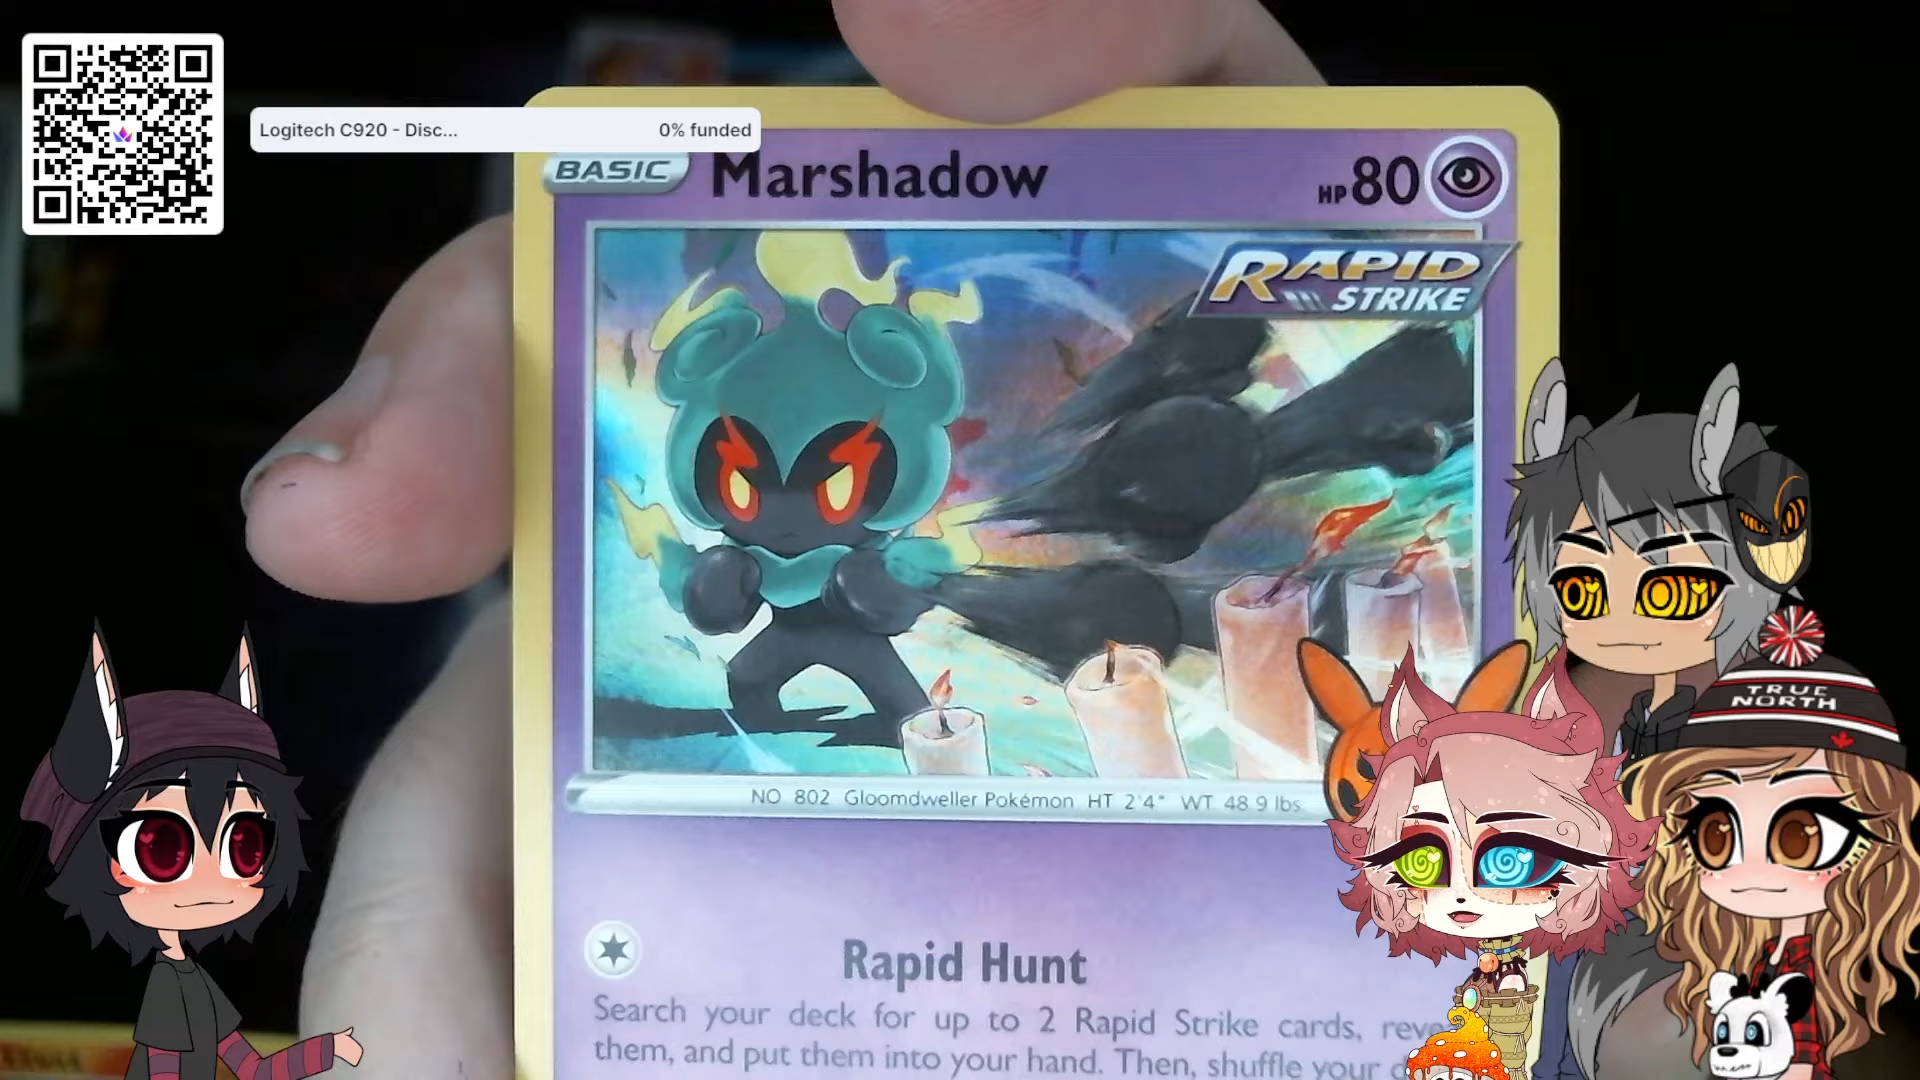 Logitech C920 - Disc... 0% funded
BASIC Marshadow HP 80
RAPID
STRIKE
NO 802 Gloomdweller Pokémon HT 2'4" WT 48.9 lbs.
TRUE
NORTH
Rapid Hunt
Search your deck for up to 2 Rapid Strike cards,
them, and put them into your hand. Then, shuffle your